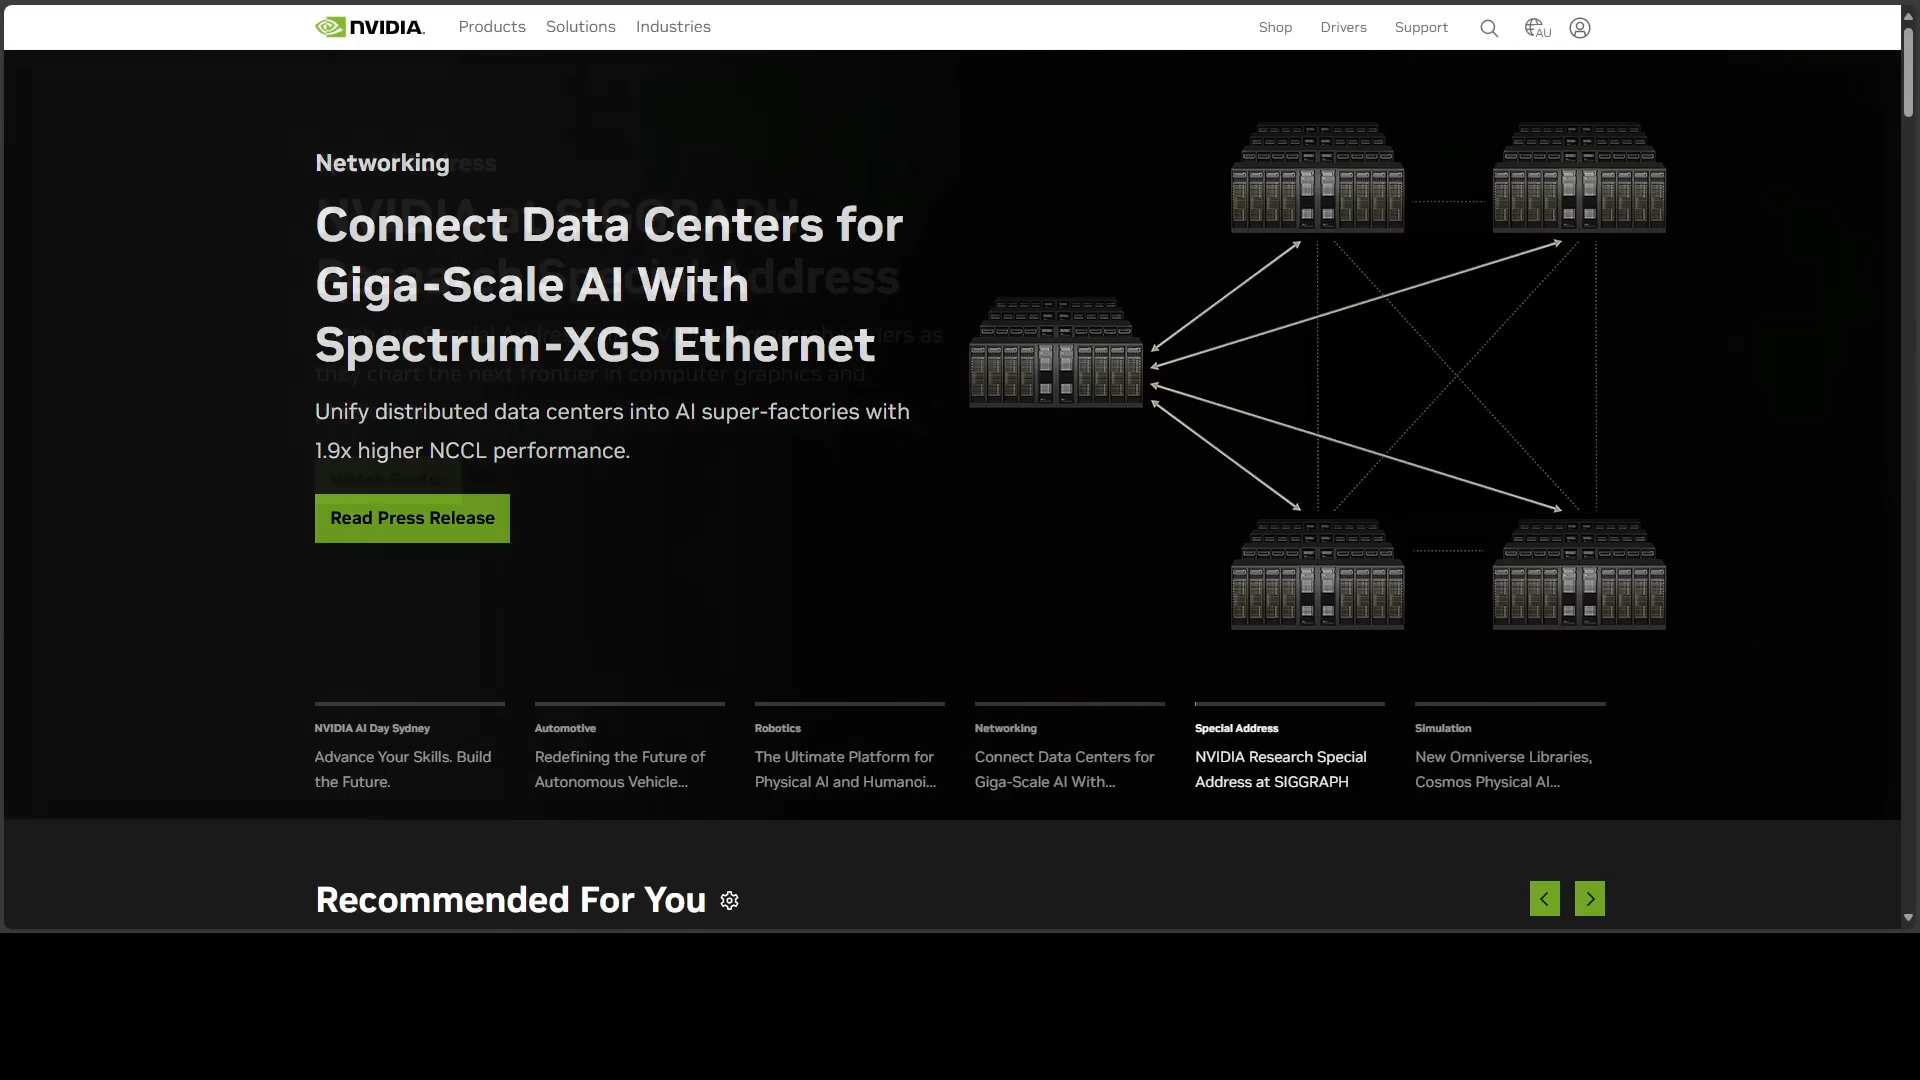 NVIDIA.
Products
Solutions
Industries
Shop
Drivers
Support
AU
Networking
Connect Data Centers for
Giga-Scale AI With
Spectrum-XGS Ethernet
Unify distributed data centers into AI super-factories with
1.9x higher NCCL performance.
Read Press Release
NVIDIA AI Day Sydney
Advance Your Skills. Build
the Future.
Automotive
Redefining the Future of
Autonomous Vehicle...
Robotics
The Ultimate Platform for
Physical AI and Humanoi...
Networking
Connect Data Centers for
Giga-Scale AI With...
Special Address
NVIDIA Research Special
Address at SIGGRAPH
Simulation
New Omniverse Libraries,
Cosmos Physical AI...
Recommended For You